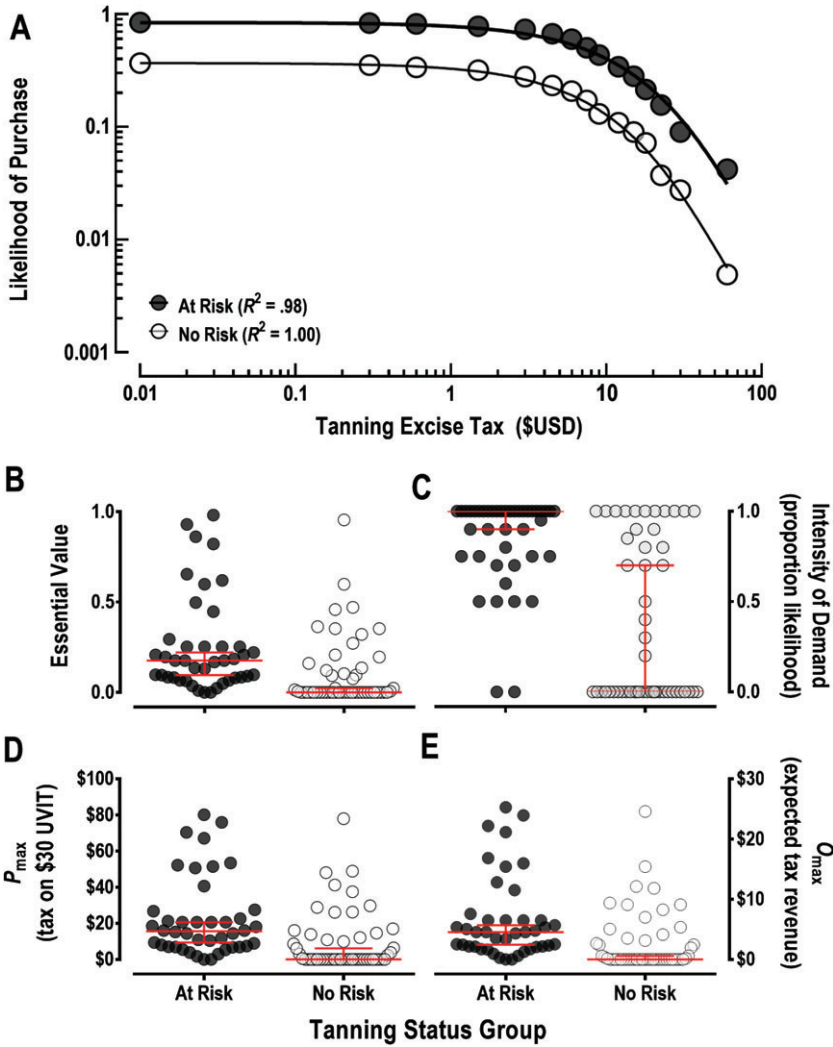 A
Likelihood of Purchase
1
0.1
0.01
0.001
At Risk (R² = .98)
No Risk (R² = 1.00)
0.01 0.1 1 10 100
Tanning Excise Tax ($USD)
B
Essential Value
1.0
0.5
0.0
C
1.0
0.5
0.0
Intensity of Demand
(proportion likelihood)
D
Pmax
(tax on $30 UVIT)
$100
$80
$60
$40
$20
$0
At Risk No Risk
E
$30
$20
$10
$0
Omax
(expected tax revenue)
At Risk No Risk
Tanning Status Group